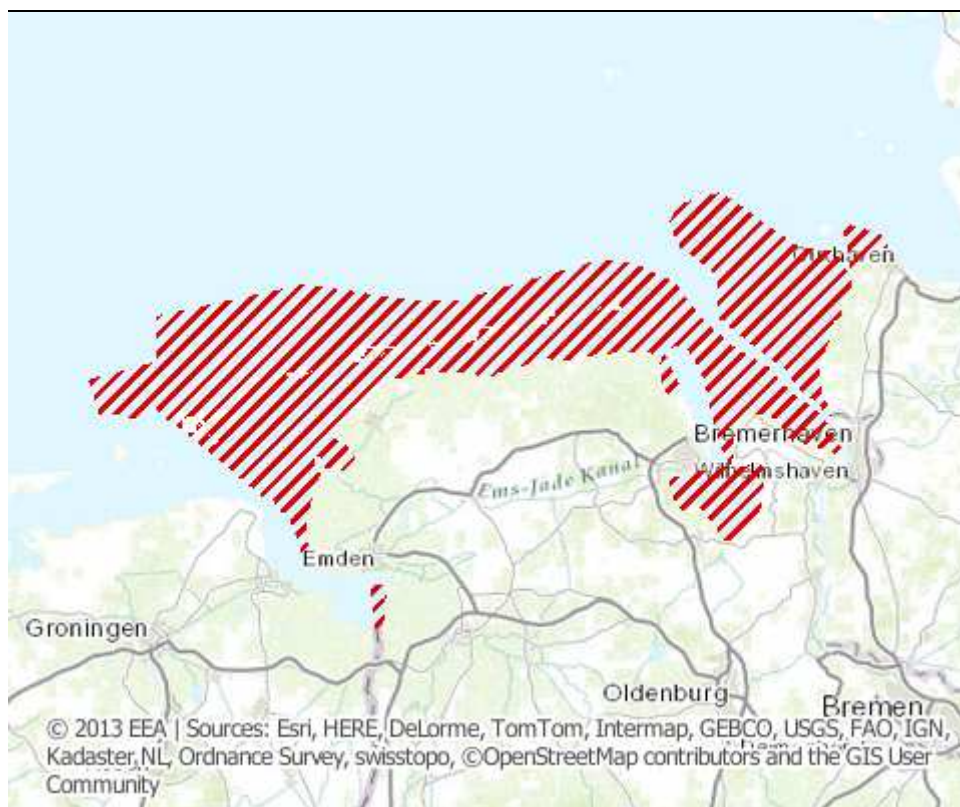 Cuxhaven
Bremerhaven
Wilhelmshaven
Ems-Jade Kanal
Emden
Groningen
Oldenburg
Bremen
© 2013 EEA | Sources: Esri, HERE, DeLorme, TomTom, Intermap, GEBCO, USGS, FAO, IGN,
Kadaster NL, Ordnance Survey, swisstopo, ©OpenStreetMap contributors and the GIS User
Community